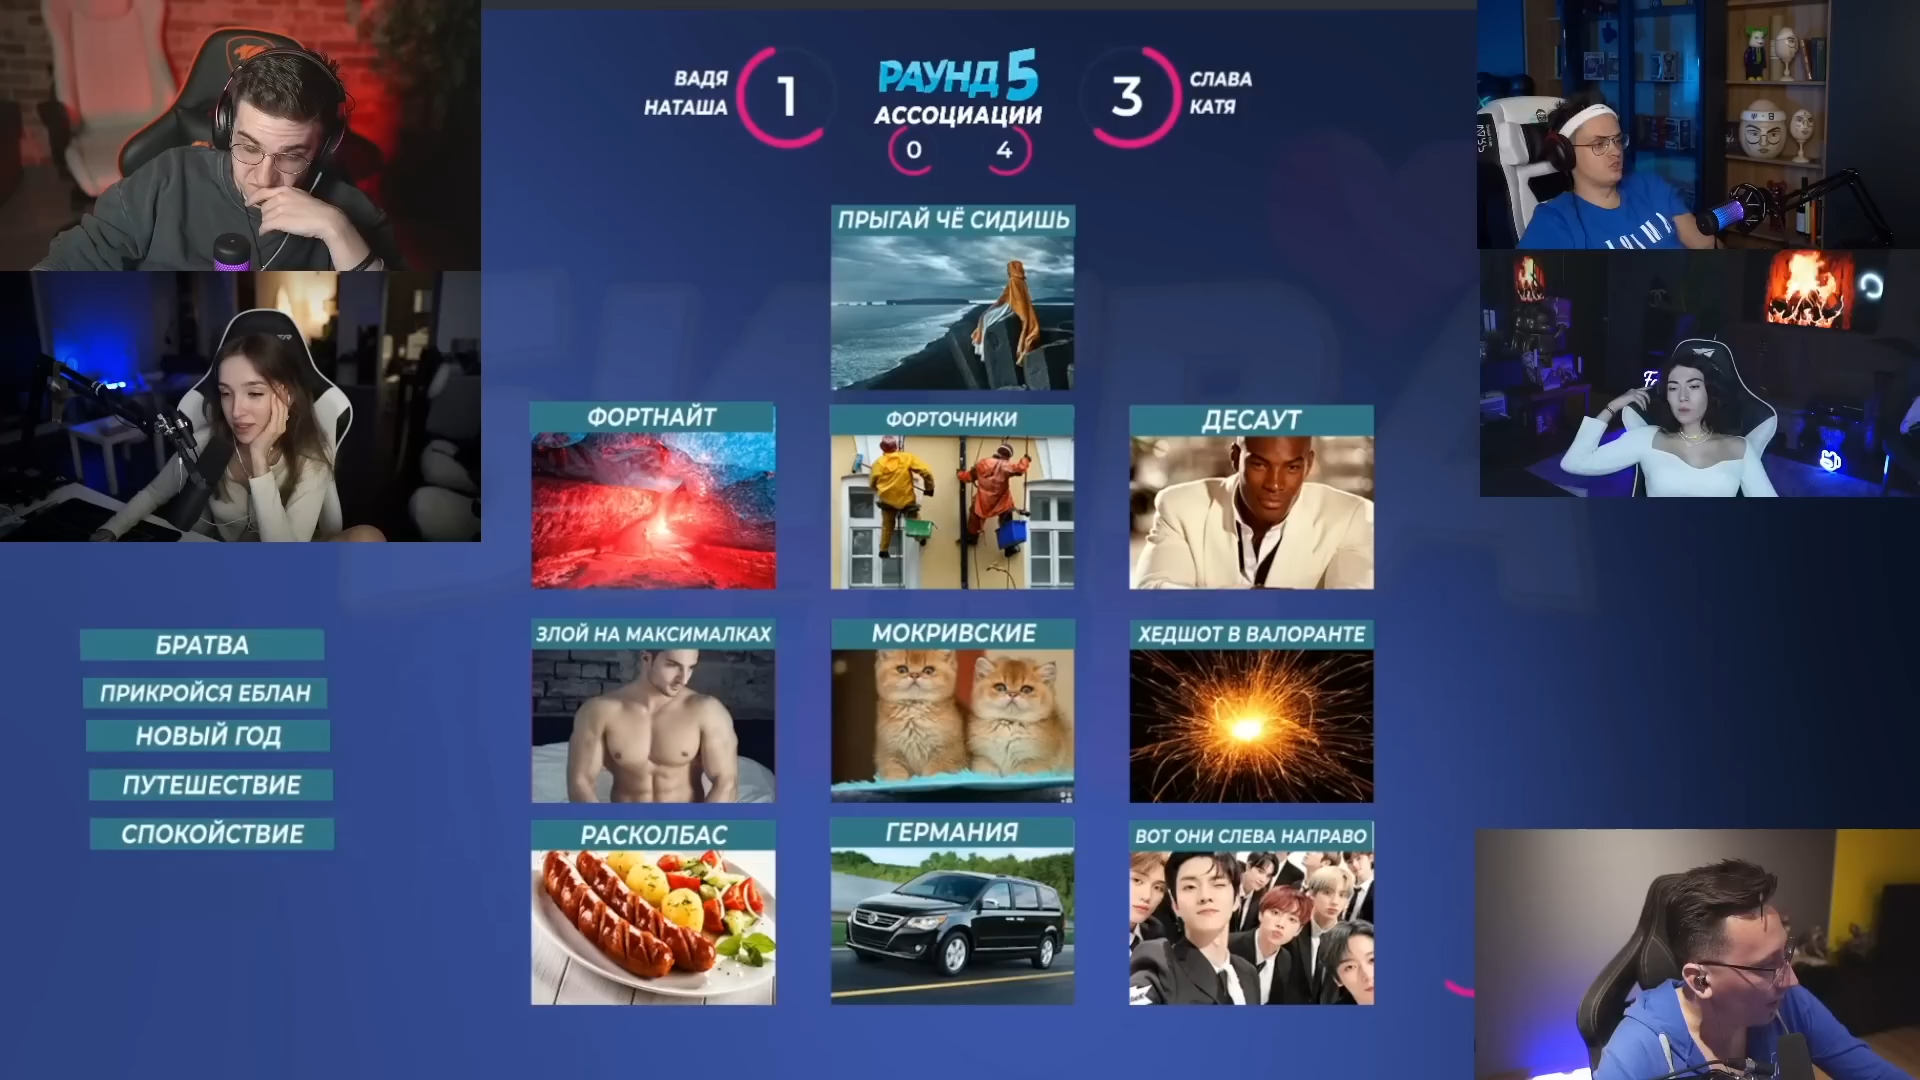 ВАДЯ
НАТАША
1
РАУНД 5
АССОЦИАЦИИ
0
4
3
СЛАВА
КАТЯ
ПРЫГАЙ ЧЁ СИДИШЬ
ФОРТНАЙТ
ФОРТОЧНИКИ
ДЕСАУТ
ЗЛОЙ НА МАКСИМАЛКАХ
МОКРИВСКИЕ
ХЕДШОТ В ВАЛОРАНТЕ
РАСКОЛБАС
ГЕРМАНИЯ
ВОТ ОНИ СЛЕВА НАПРАВО
БРАТВА
ПРИКРОЙСЯ ЕБЛАН
НОВЫЙ ГОД
ПУТЕШЕСТВИЕ
СПОКОЙСТВИЕ